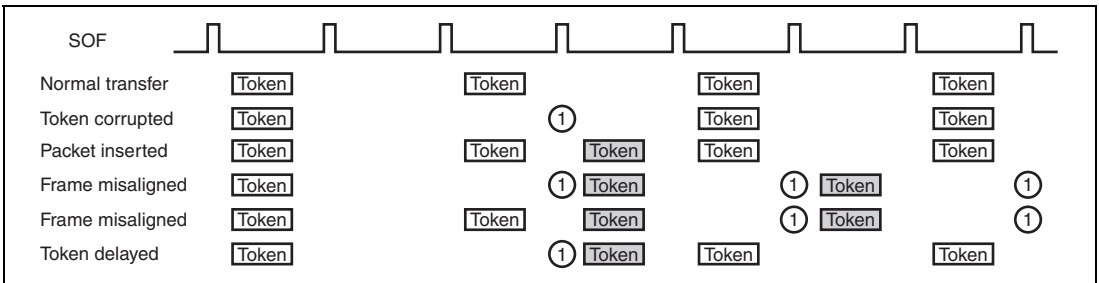 SOF
Normal transfer Token Token Token Token
Token corrupted Token 1 Token Token
Packet inserted Token Token Token Token Token
Frame misaligned Token 1 Token 1 Token 1
Frame misaligned Token Token Token 1 Token 1
Token delayed Token 1 Token Token Token